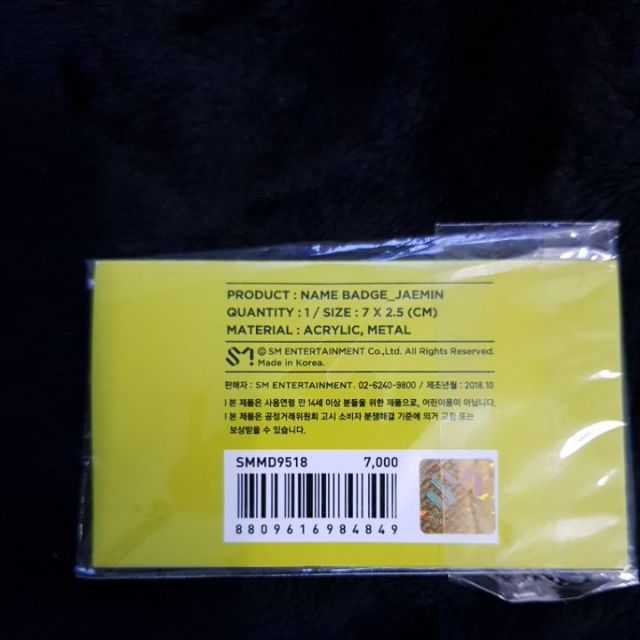 PRODUCT : NAME BADGE_JAEMIN
QUANTITY : 1 / SIZE : 7 X 2.5 (CM)
MATERIAL : ACRYLIC, METAL
SM © SM ENTERTAINMENT Co.,Ltd. All Rights Reserved.
Made in Korea.
판매자 : SM ENTERTAINMENT. 02-6240-9800 / 제조년월 : 2018.10
! 본 제품은 사용연령 만 14세 이상 분들을 위한 제품으로, 어린이용이 아닙니다.
! 본 제품은 공정거래위원회 고시 소비자 분쟁해결 기준에 의거 교환 또는
보상받을 수 있습니다.
SMMD9518 7,000
8809616984849